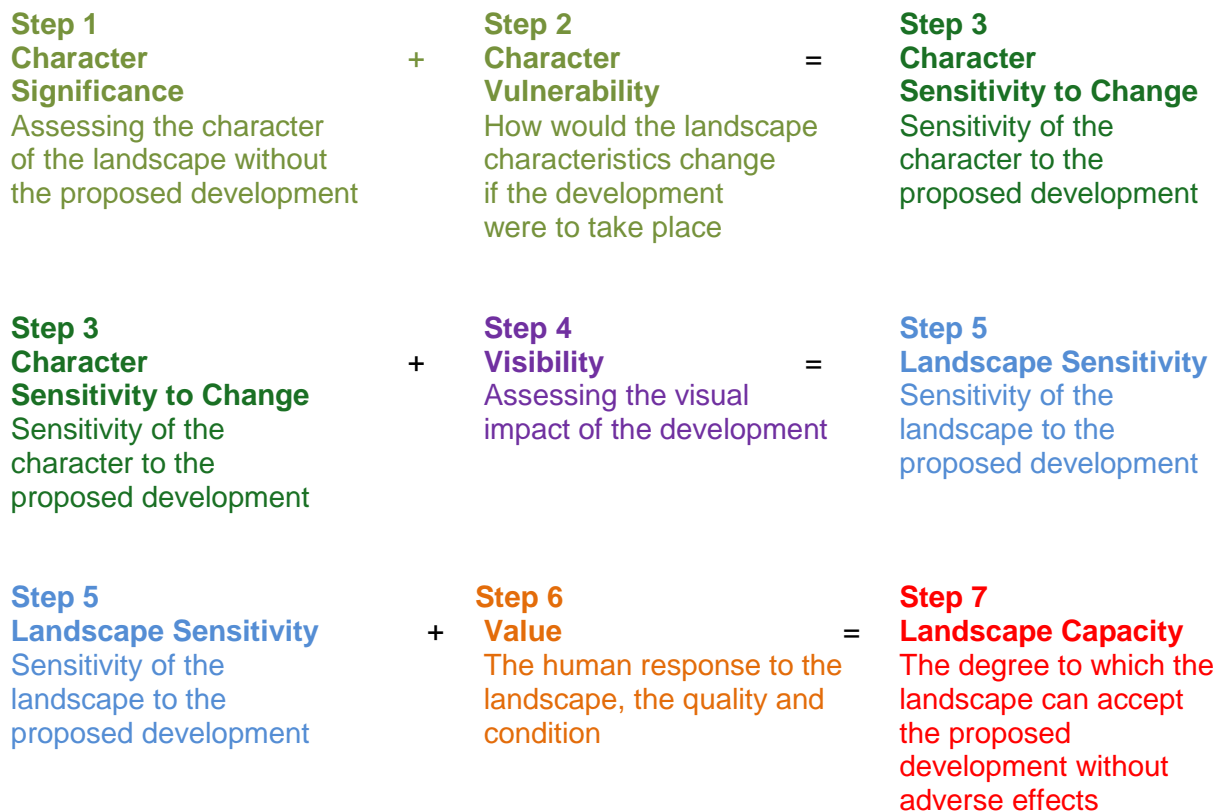 Step 1
Character
Significance
Assessing the character
of the landscape without
the proposed development
+
Step 2
Character
Vulnerability
How would the landscape
characteristics change
if the development
were to take place
=
Step 3
Character
Sensitivity to Change
Sensitivity of the
character to the
proposed development
Step 3
Character
Sensitivity to Change
Sensitivity of the
character to the
proposed development
+
Step 4
Visibility
Assessing the visual
impact of the development
=
Step 5
Landscape Sensitivity
Sensitivity of the
landscape to the
proposed development
Step 5
Landscape Sensitivity
Sensitivity of the
landscape to the
proposed development
+
Step 6
Value
The human response to the
landscape, the quality and
condition
=
Step 7
Landscape Capacity
The degree to which the
landscape can accept
the proposed
development without
adverse effects